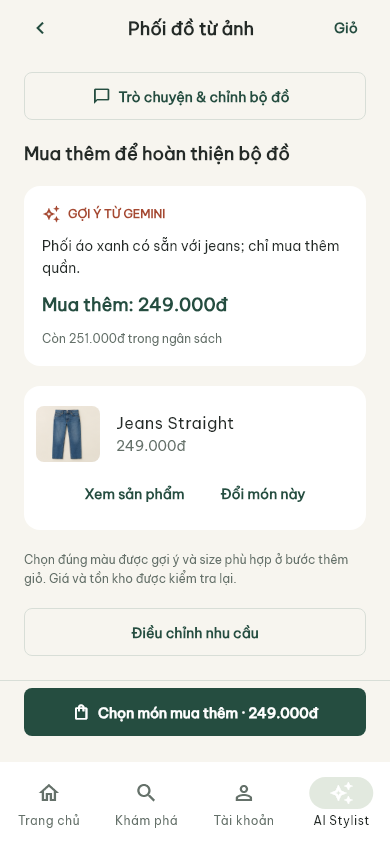 Phối đồ từ ảnh
Giỏ
Trò chuyện & chỉnh bộ đồ
Mua thêm để hoàn thiện bộ đồ
GỢI Ý TỪ GEMINI
Phối áo xanh có sẵn với jeans; chỉ mua thêm
quần.
Mua thêm: 249.000đ
Còn 251.000đ trong ngân sách
Jeans Straight
249.000đ
Xem sản phẩm
Đổi món này
Chọn đúng màu được gợi ý và size phù hợp ở bước thêm
giỏ. Giá và tồn kho được kiểm tra lại.
Điều chỉnh nhu cầu
Chọn món mua thêm · 249.000đ
Trang chủ
Khám phá
Tài khoản
AI Stylist